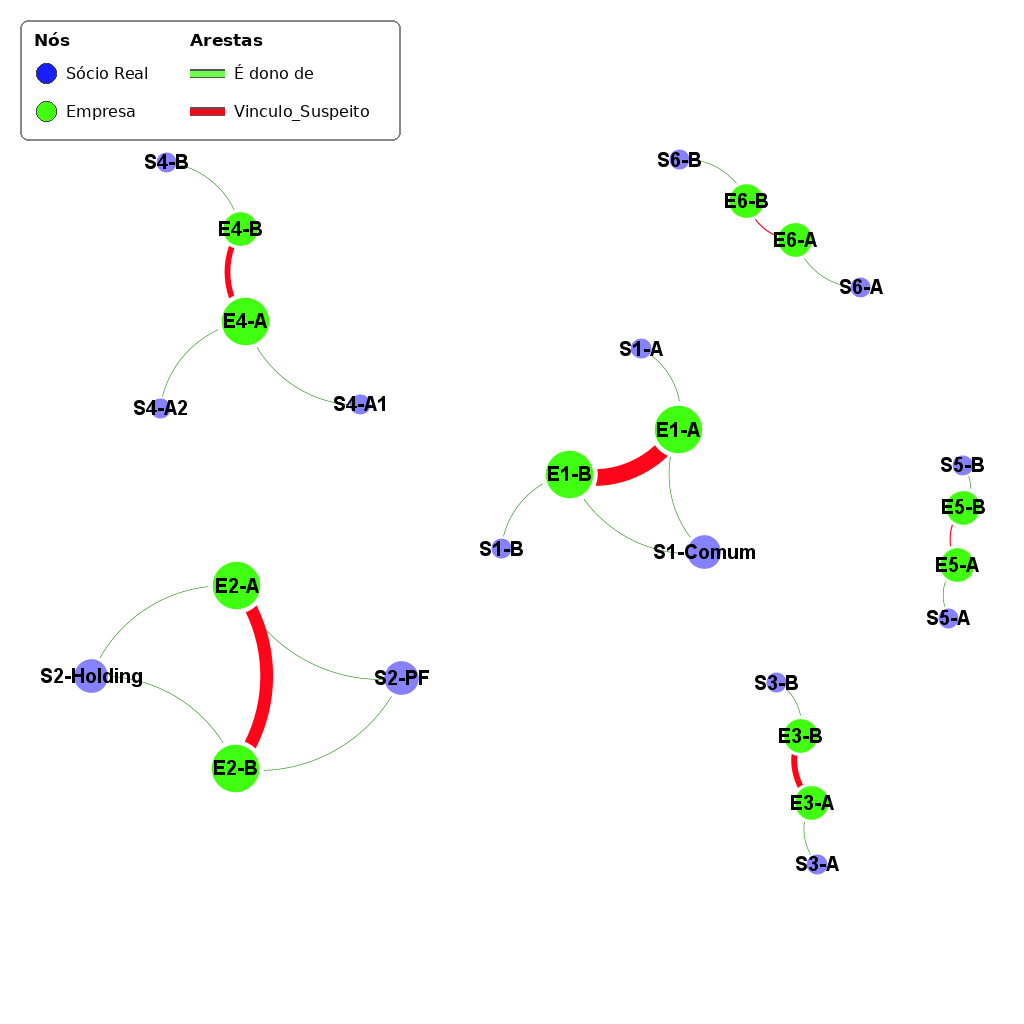 Nós
Arestas
Sócio Real
É dono de
Empresa
Vinculo_Suspeito
S4-B
S6-B
E6-B
E4-B
E6-A
S6-A
E4-A
S1-A
S4-A2
S4-A1
E1-A
S5-B
E1-B
E5-B
S1-B
S1-Comum
E5-A
E2-A
S5-A
S2-Holding
S2-PF
S3-B
E3-B
E2-B
E3-A
S3-A